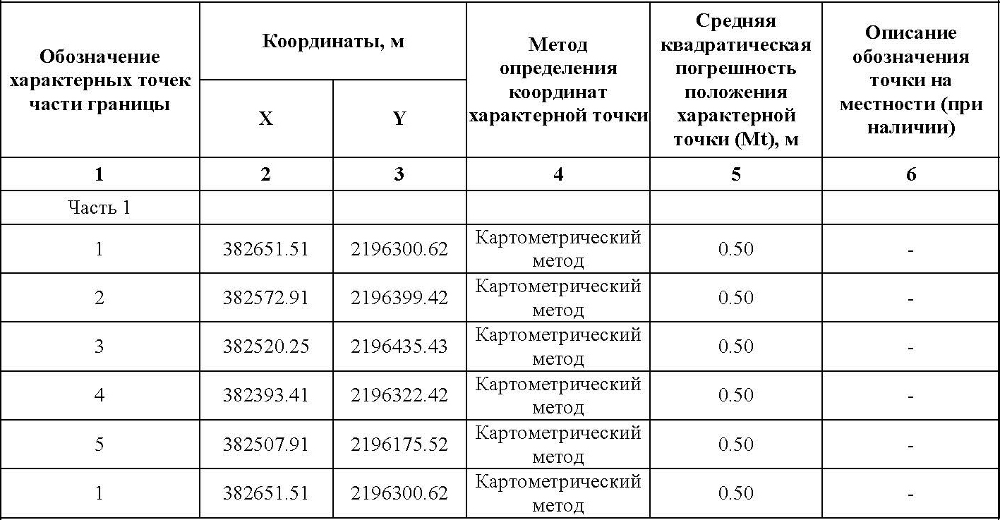 Обозначение
характерных точек
части границы
Координаты, м
X
Y
Метод
определения
координат
характерной точки
Средняя
квадратическая
погрешность
положения
характерной
точки (Mt), м
Описание
обозначения
точки на
местности (при
наличии)
1 2 3 4 5 6
Часть 1
1 382651.51 2196300.62 Картометрический
метод 0.50 -
2 382572.91 2196399.42 Картометрический
метод 0.50 -
3 382520.25 2196435.43 Картометрический
метод 0.50 -
4 382393.41 2196322.42 Картометрический
метод 0.50 -
5 382507.91 2196175.52 Картометрический
метод 0.50 -
1 382651.51 2196300.62 Картометрический
метод 0.50 -